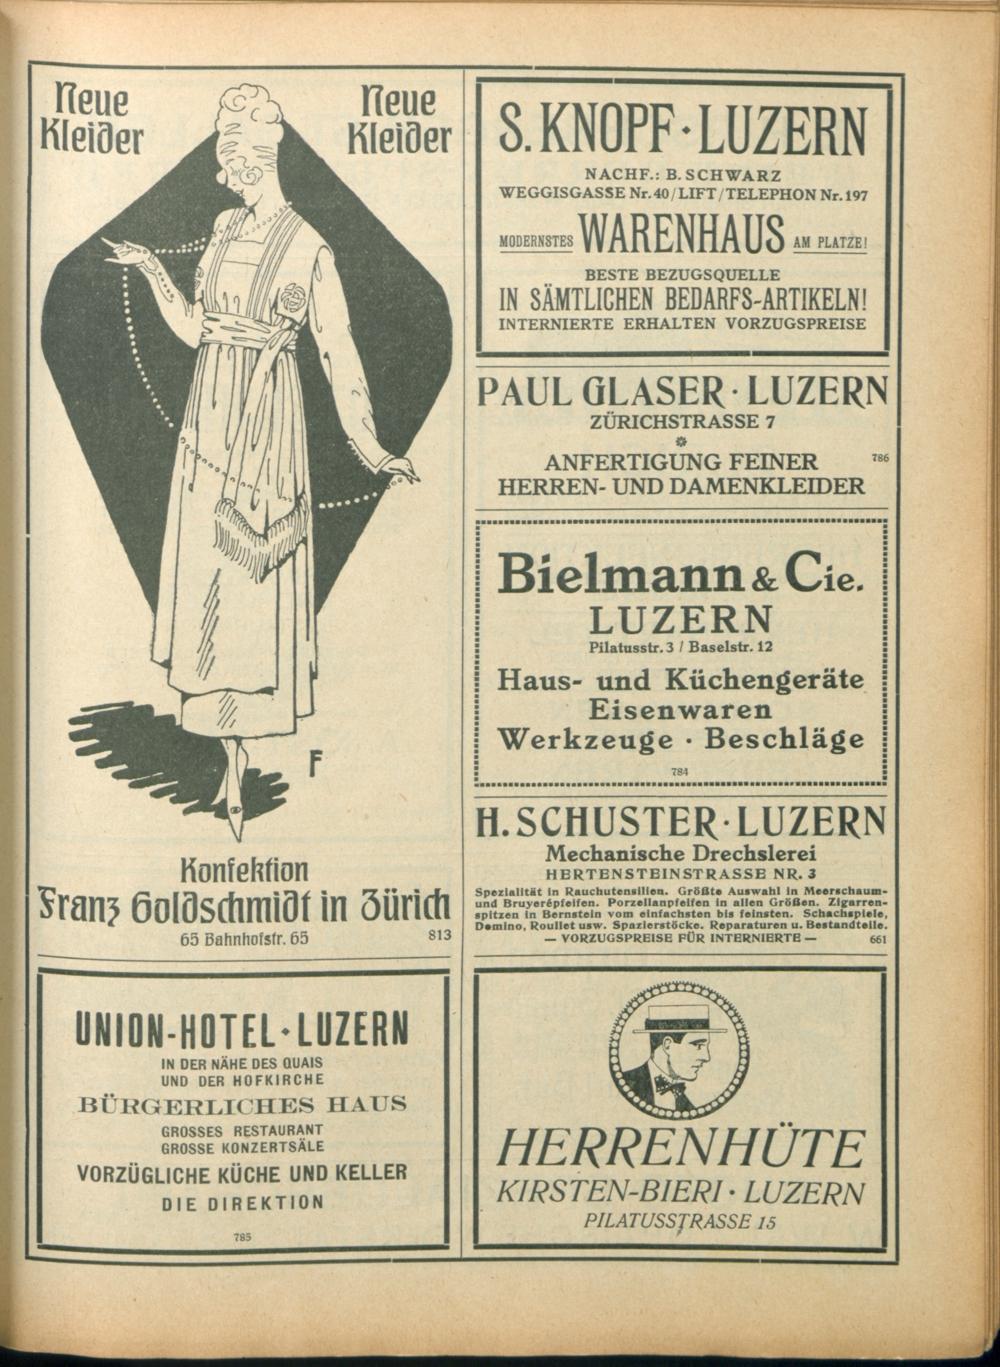 Neue
Kleider
Neue
Kleider
F
Konfektion
Franz Goldschmidt in Zürich
65 Bahnhofstr. 65
813
UNION-HOTEL · LUZERN
IN DER NÄHE DES QUAIS
UND DER HOFKIRCHE
BÜRGERLICHES HAUS
GROSSES RESTAURANT
GROSSE KONZERTSÄLE
VORZÜGLICHE KÜCHE UND KELLER
DIE DIREKTION
785
S. KNOPF · LUZERN
NACHF.: B. SCHWARZ
WEGGISGASSE Nr. 40 / LIFT / TELEPHON Nr. 197
MODERNSTES WARENHAUS AM PLATZE!
BESTE BEZUGSQUELLE
IN SÄMTLICHEN BEDARFS-ARTIKELN!
INTERNIERTE ERHALTEN VORZUGSPREISE
PAUL GLASER · LUZERN
ZÜRICHSTRASSE 7
ANFERTIGUNG FEINER
786
HERREN- UND DAMENKLEIDER
Bielmann & Cie.
LUZERN
Pilatusstr. 3 / Baselstr. 12
Haus- und Küchengeräte
Eisenwaren
Werkzeuge · Beschläge
784
H. SCHUSTER · LUZERN
Mechanische Drechslerei
HERTENSTEINSTRASSE NR. 3
Spezialität in Rauchutensilien. Größte Auswahl in Meerschaum-
und Bruyerépfeifen. Porzellanpfeifen in allen Größen. Zigarren-
spitzen in Bernstein vom einfachsten bis feinsten. Schachspiele,
Domino, Roullet usw. Spazierstöcke. Reparaturen u. Bestandteile.
— VORZUGSPREISE FÜR INTERNIERTE —
661
HERRENHÜTE
KIRSTEN-BIERI · LUZERN
PILATUSSTRASSE 15